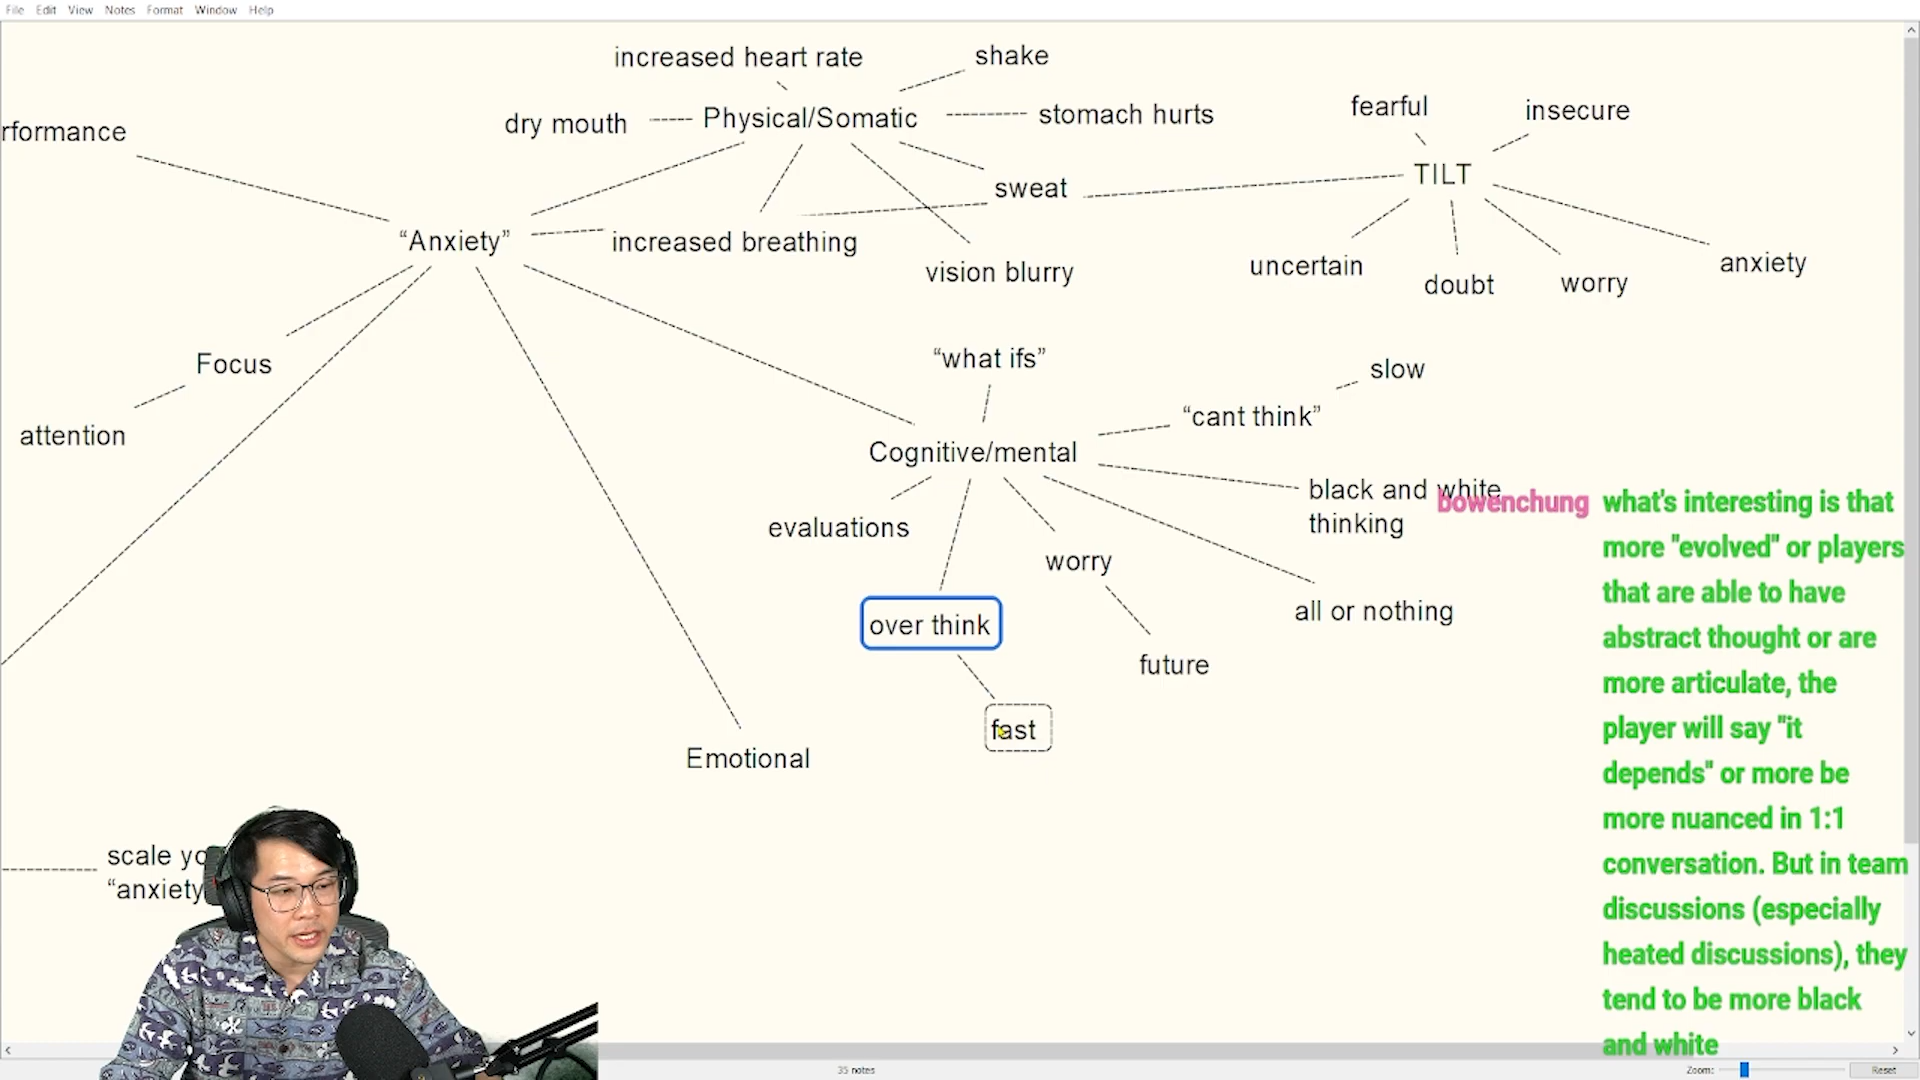 File Edit View Notes Format Window Help
increased heart rate
shake
rformance
dry mouth
Physical/Somatic
stomach hurts
fearful
insecure
TILT
sweat
“Anxiety”
increased breathing
vision blurry
uncertain
doubt
worry
anxiety
Focus
attention
“what ifs”
slow
“cant think”
Cognitive/mental
black and white
thinking
evaluations
worry
all or nothing
over think
future
fast
Emotional
scale yo
“anxiety
bowenchung what's interesting is that
more "evolved" or players
that are able to have
abstract thought or are
more articulate, the
player will say "it
depends" or more be
more nuanced in 1:1
conversation. But in team
discussions (especially
heated discussions), they
tend to be more black
and white
35 notes
Zoom:
Reset